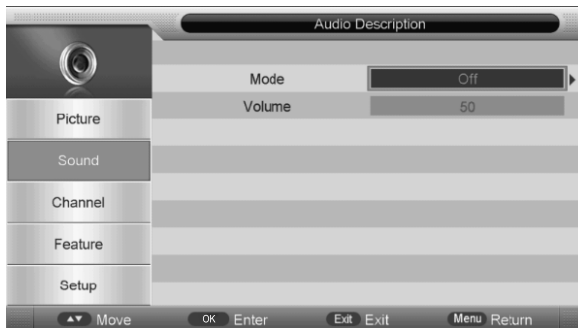 Audio Description
Mode Off
Volume 50
Picture
Sound
Channel
Feature
Setup
▲▼ Move OK Enter Exit Exit Menu Return